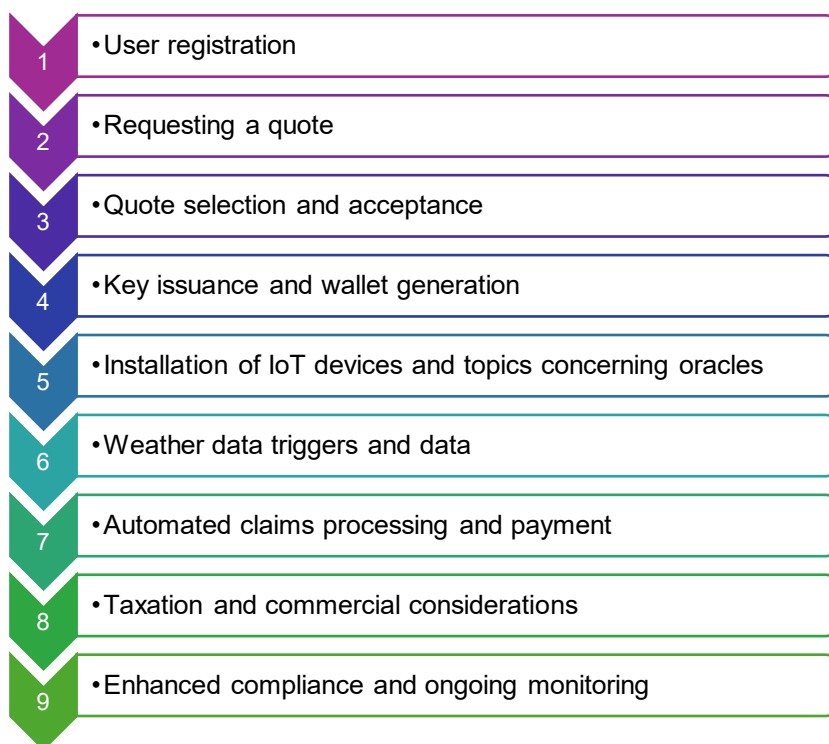 1 •User registration
2 •Requesting a quote
3 •Quote selection and acceptance
4 •Key issuance and wallet generation
5 •Installation of IoT devices and topics concerning oracles
6 •Weather data triggers and data
7 •Automated claims processing and payment
8 •Taxation and commercial considerations
9 •Enhanced compliance and ongoing monitoring